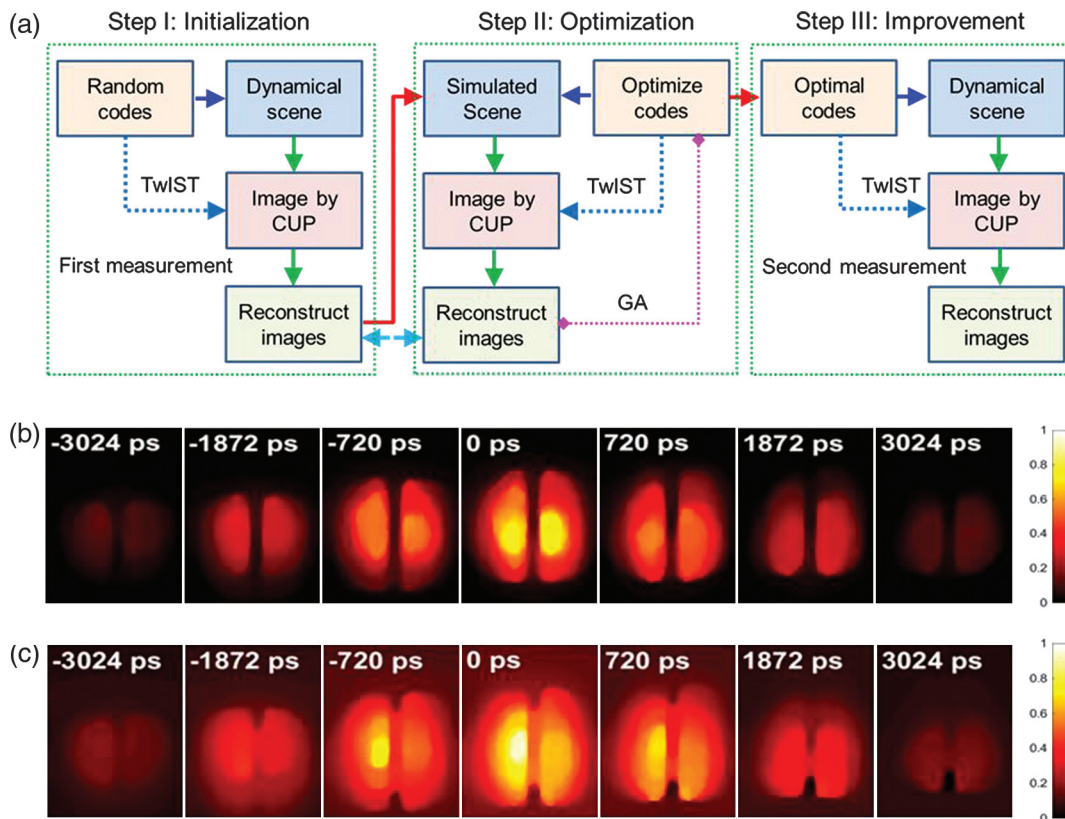 (a)
Step I: Initialization
Step II: Optimization
Step III: Improvement
Random codes
Dynamical scene
TwIST
Image by CUP
First measurement
Reconstruct images
Simulated Scene
Optimize codes
TwIST
Image by CUP
GA
Reconstruct images
Optimal codes
Dynamical scene
TwIST
Image by CUP
Second measurement
Reconstruct images
(b)
-3024 ps
-1872 ps
-720 ps
0 ps
720 ps
1872 ps
3024 ps
1
0.8
0.6
0.4
0.2
0
(c)
-3024 ps
-1872 ps
-720 ps
0 ps
720 ps
1872 ps
3024 ps
1
0.8
0.6
0.4
0.2
0